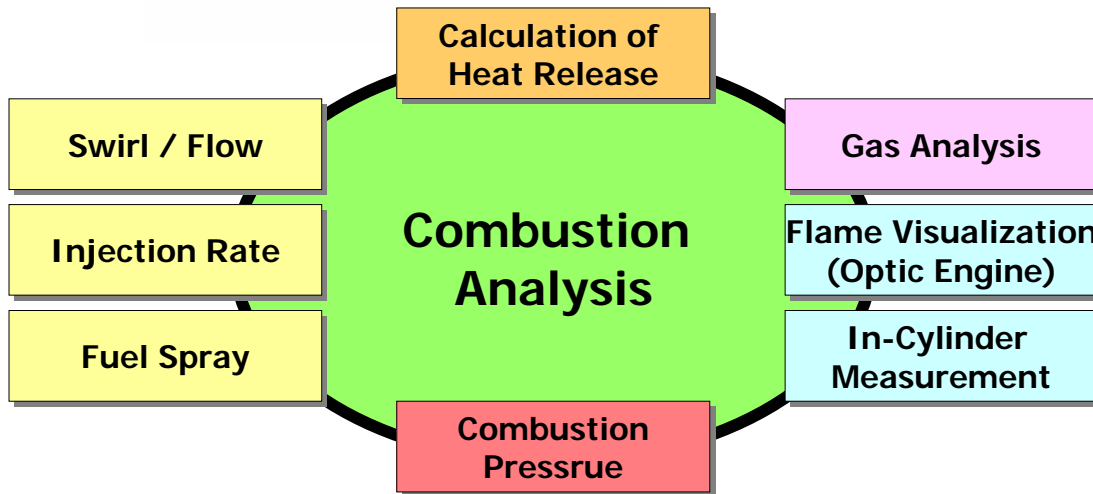 Calculation of
Heat Release
Swirl / Flow
Injection Rate
Fuel Spray
Combustion
Analysis
Gas Analysis
Flame Visualization
(Optic Engine)
In-Cylinder
Measurement
Combustion
Pressrue